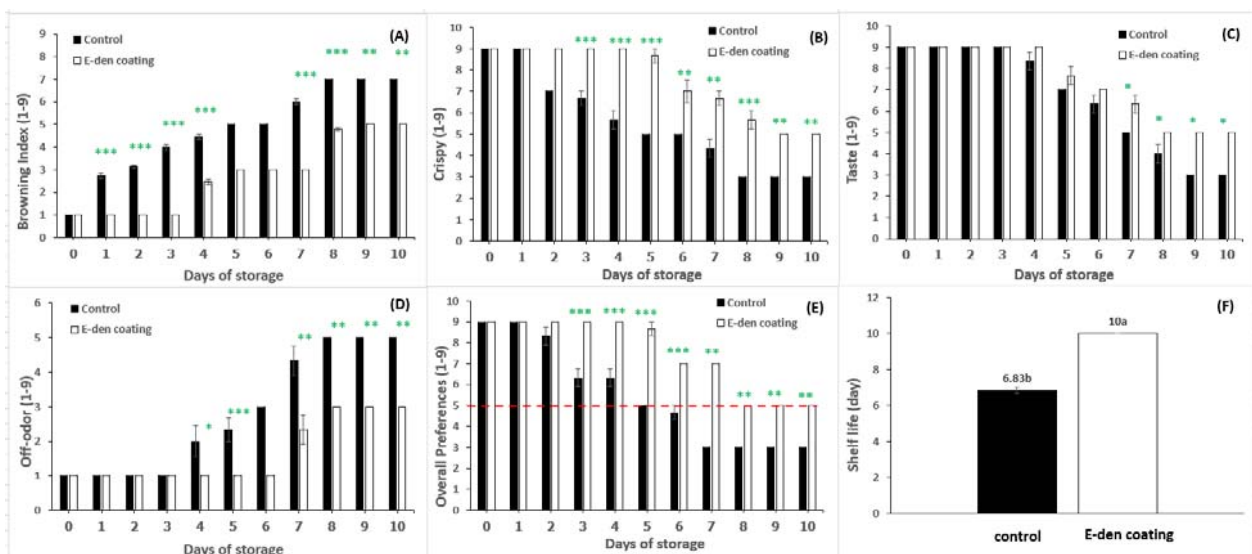 (A)
Control
E-den coating
Browning Index (1-9)
9
8
7
6
5
4
3
2
1
*** *** *** *** *** *** ** **
0 1 2 3 4 5 6 7 8 9 10
Days of storage
(B)
Control
E-den coating
Crispy (1-9)
10
9
8
7
6
5
4
3
2
1
0
*** *** *** ** ** *** ** **
0 1 2 3 4 5 6 7 8 9 10
Days of storage
(C)
Control
E-den coating
Taste (1-9)
10
9
8
7
6
5
4
3
2
1
0
* * * *
0 1 2 3 4 5 6 7 8 9 10
Days of storage
(D)
Control
E-den coating
Off-odor (1-9)
6
5
4
3
2
1
0
* *** ** ** ** **
0 1 2 3 4 5 6 7 8 9 10
Days of storage
(E)
Control
E-den coating
Overall Preferences (1-9)
10
9
8
7
6
5
4
3
2
1
0
*** *** *** *** ** ** ** **
0 1 2 3 4 5 6 7 8 9 10
Days of storage
(F)
Shelf life (day)
12
10
8
6
4
2
0
6.83b
10a
control
E-den coating